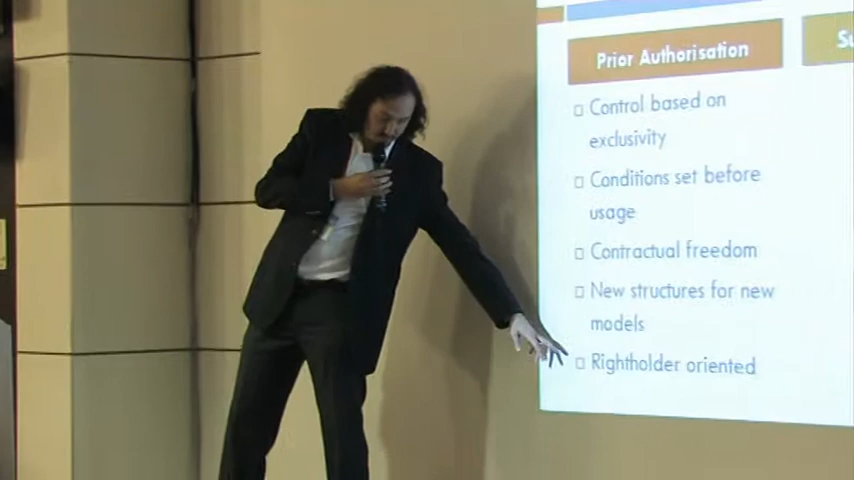 Prior Authorisation
Su
□ Control based on
exclusivity
□ Conditions set before
usage
□ Contractual freedom
□ New structures for new
models
□ Rightholder oriented